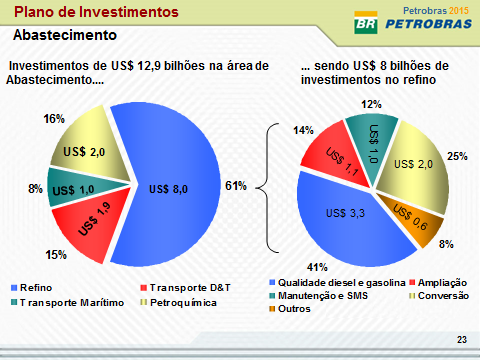 Plano de Investimentos
Petrobras 2015
BR PETROBRAS
Abastecimento
Investimentos de US$ 12,9 bilhões na área de
Abastecimento....
... sendo US$ 8 bilhões de
investimentos no refino
16%
US$ 2,0
8%
US$ 1,0
US$ 1,9
15%
US$ 8,0
61%
12%
14%
US$ 1,0
US$ 1,1
US$ 2,0
25%
US$ 3,3
US$ 0,6
8%
41%
Refino
Transporte D&T
Transporte Marítimo
Petroquímica
Qualidade diesel e gasolina
Ampliação
Manutenção e SMS
Conversão
Outros
23